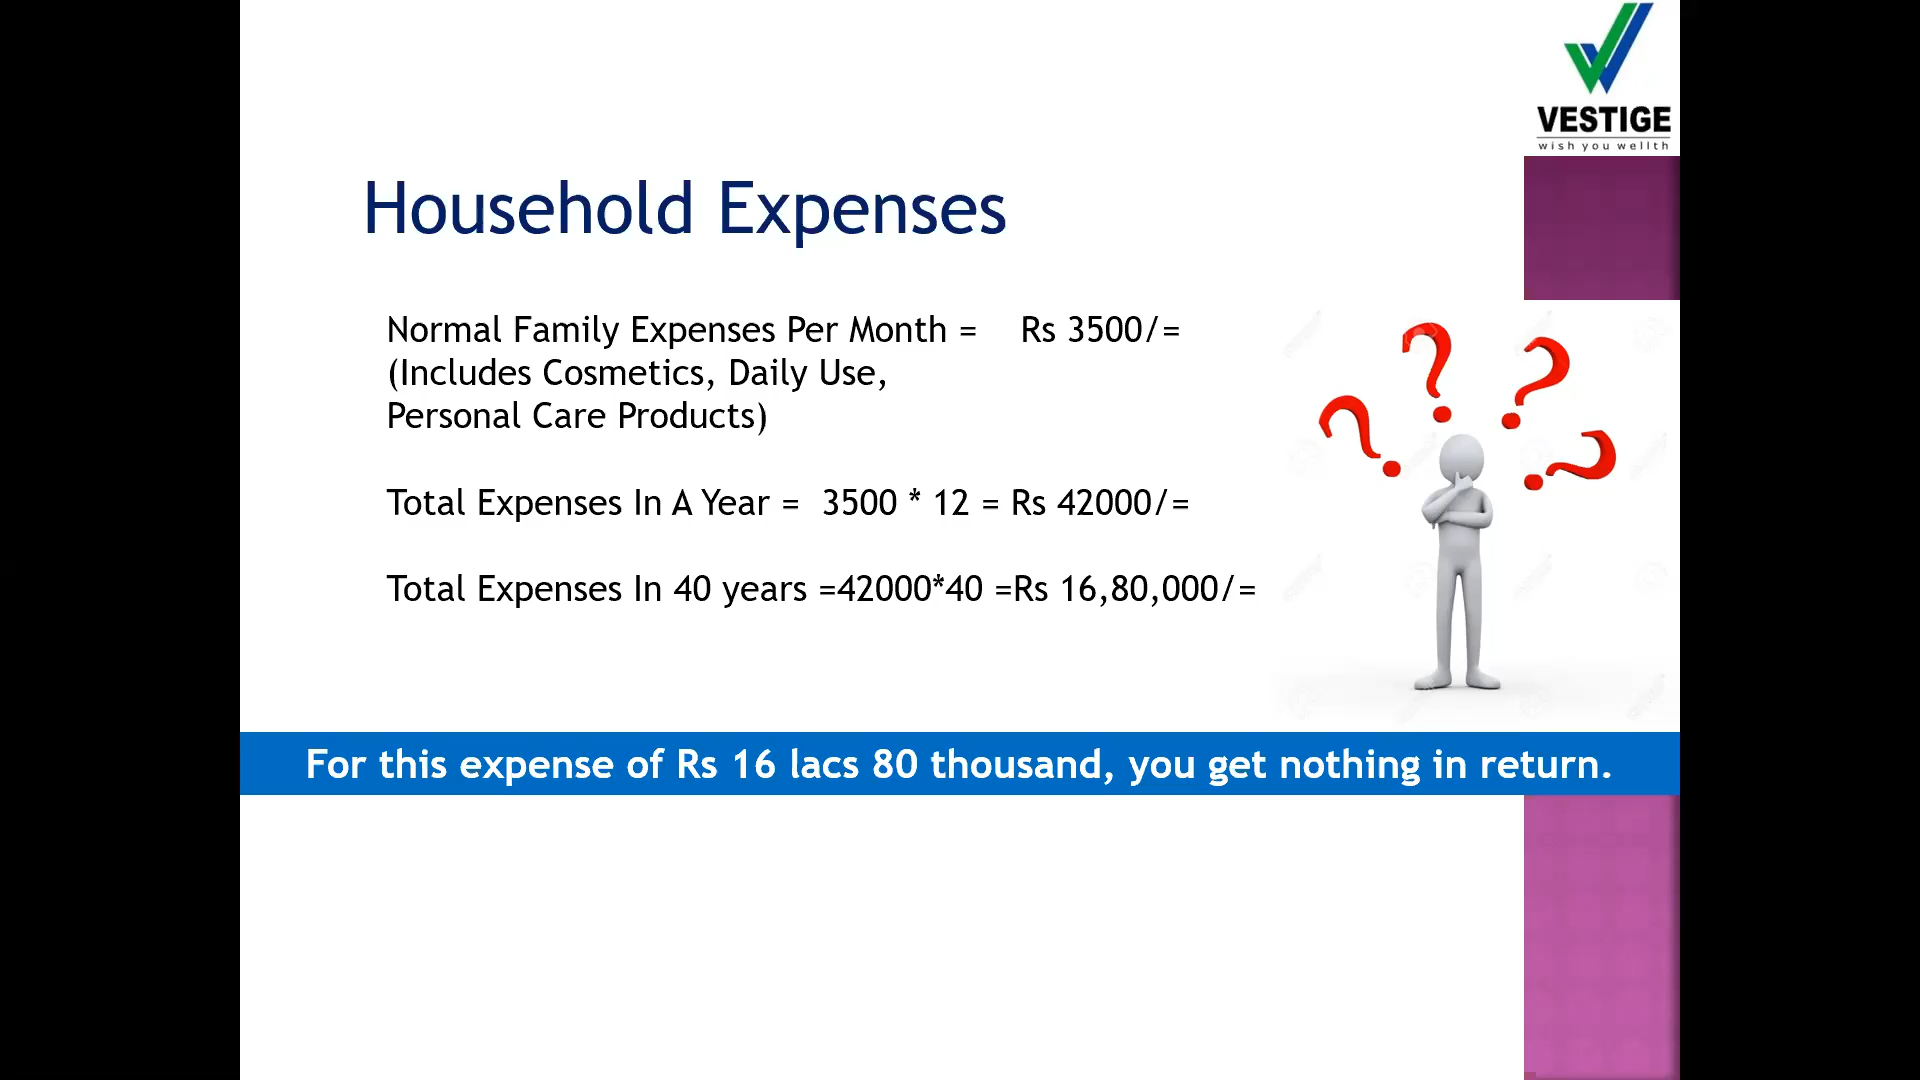 VESTIGE
wish you wellth
Household Expenses
Normal Family Expenses Per Month = Rs 3500/=
(Includes Cosmetics, Daily Use,
Personal Care Products)
Total Expenses In A Year = 3500 * 12 = Rs 42000/=
Total Expenses In 40 years =42000*40 =Rs 16,80,000/=
For this expense of Rs 16 lacs 80 thousand, you get nothing in return.